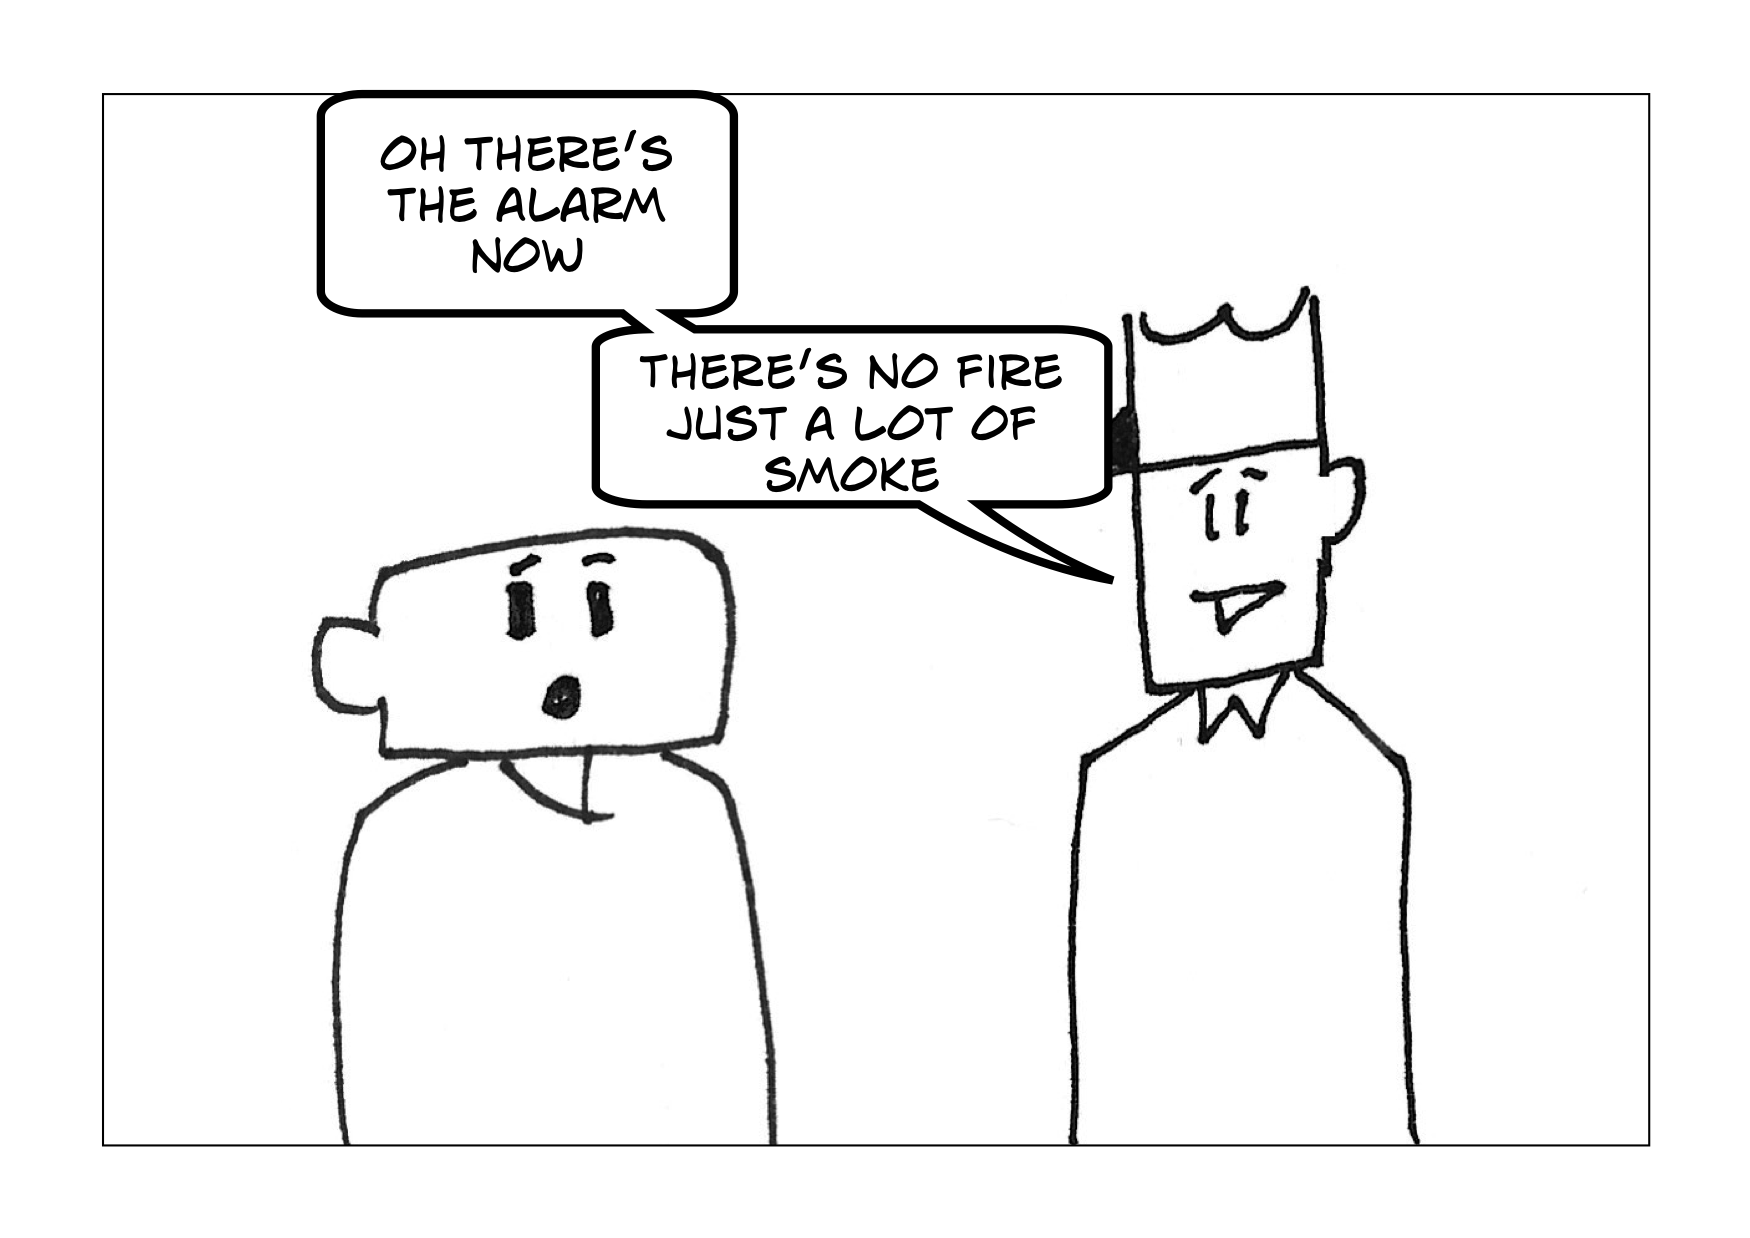 OH THERE'S
THE ALARM
NOW
THERE'S NO FIRE
JUST A LOT OF
SMOKE